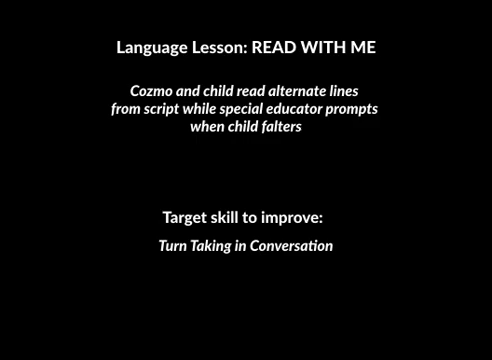 Language Lesson: READ WITH ME
Cozmo and child read alternate lines
from script while special educator prompts
when child falters
Target skill to improve:
Turn Taking in Conversation